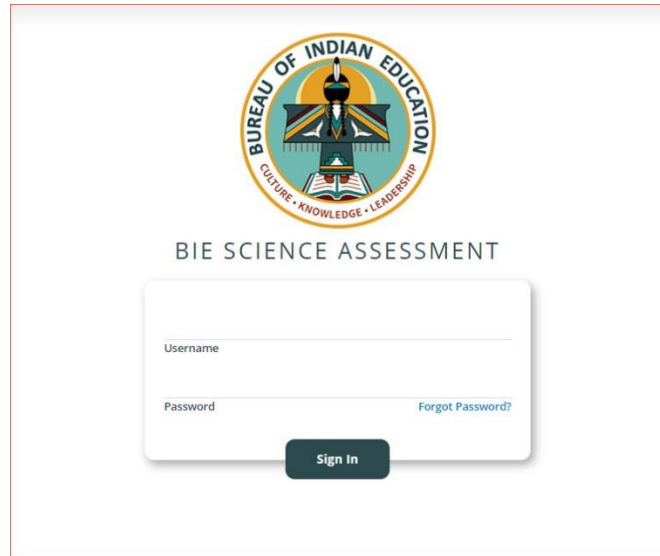 BUREAU OF INDIAN EDUCATION
CULTURE • KNOWLEDGE • LEADERSHIP
BIE SCIENCE ASSESSMENT
Username
Password Forgot Password?
Sign In